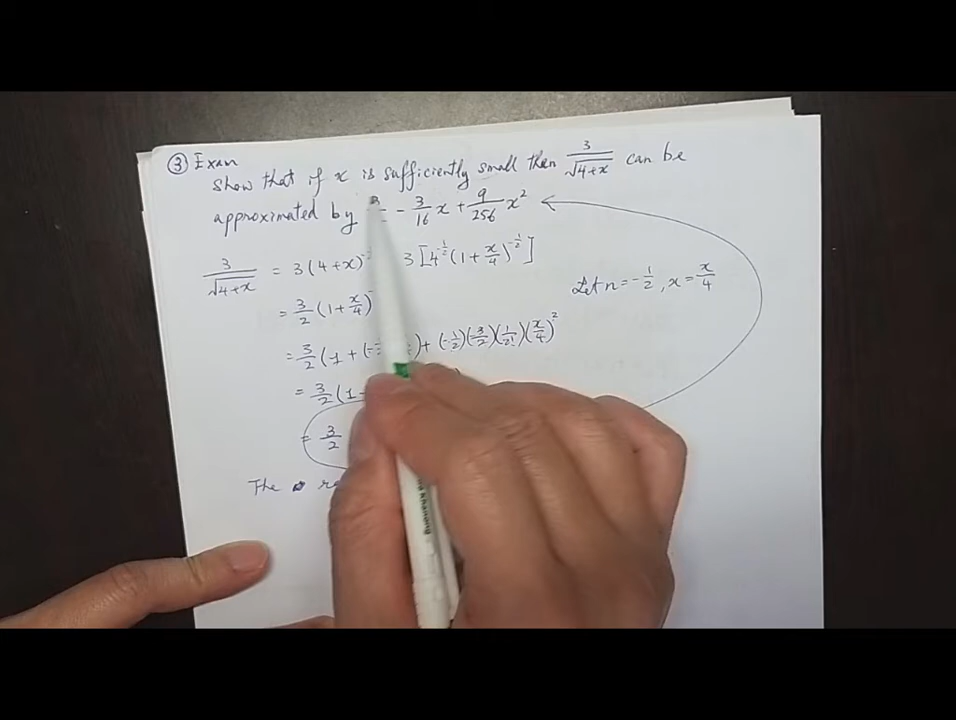 ③ Exam
show that if x is sufficiently small then 3/√4+x can be
approximated by - 3/16 x + 9/256 x²
3/√4+x = 3(4+x) 3[4^-1/2 (1+x/4)^-1/2]
Let n = -1/2, x = x/4
= 3/2 (1+x/4)
= 3/2 (1 + ( ) + (-1/2)(-3/2)(1/2!)(x/4)²
= 3/2 (1-
= 3/2
The